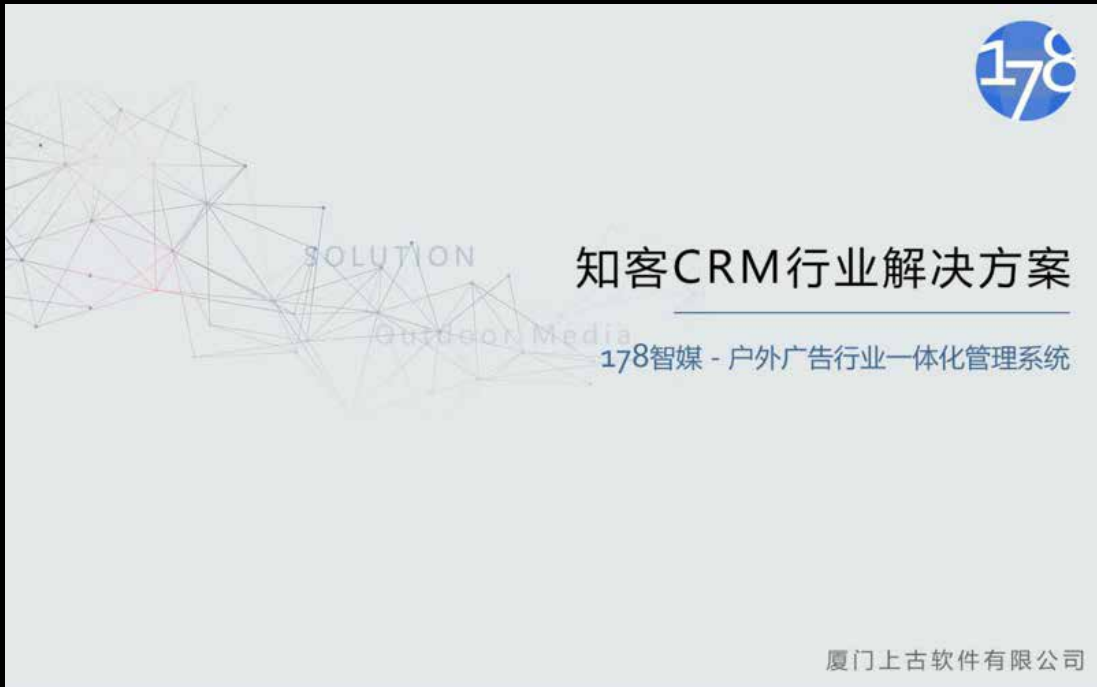 178
SOLUTION
知客CRM行业解决方案
Outdoor Media
178智媒 - 户外广告行业一体化管理系统
厦门上古软件有限公司